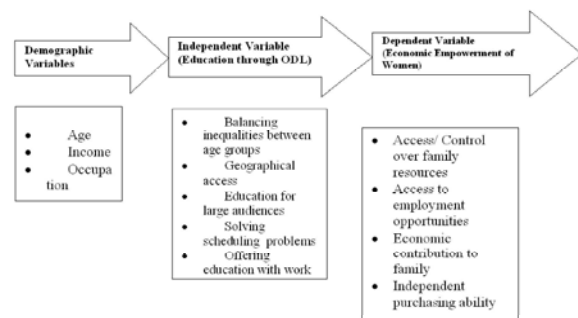 Demographic
Variables
Independent Variable
(Education through ODL)
Dependent Variable
(Economic Empowerment of
Women)
• Age
• Income
• Occupa
tion
• Balancing
inequalities between
age groups
• Geographical
access
• Education for
large audiences
• Solving
scheduling problems
• Offering
education with work
• Access/ Control
over family
resources
• Access to
employment
opportunities
• Economic
contribution to
family
• Independent
purchasing ability